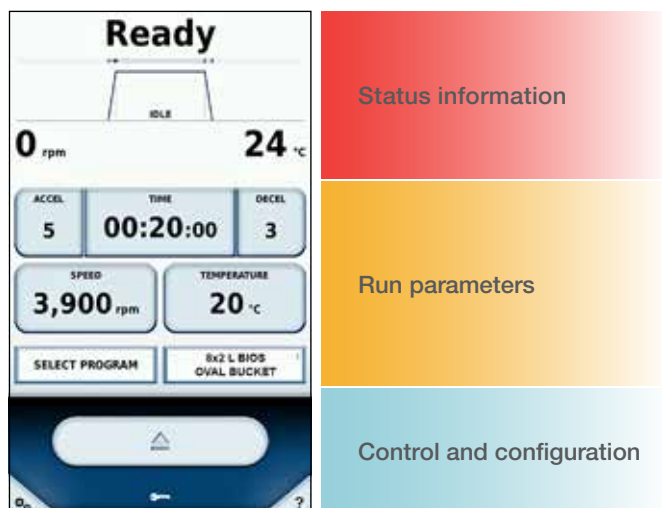 Ready
IDLE
0 rpm 24 °C
ACCEL TIME DECEL
5 00:20:00 3
SPEED TEMPERATURE
3,900 rpm 20 °C
SELECT PROGRAM
8x2 L BIOS
OVAL BUCKET
?
Status information
Run parameters
Control and configuration